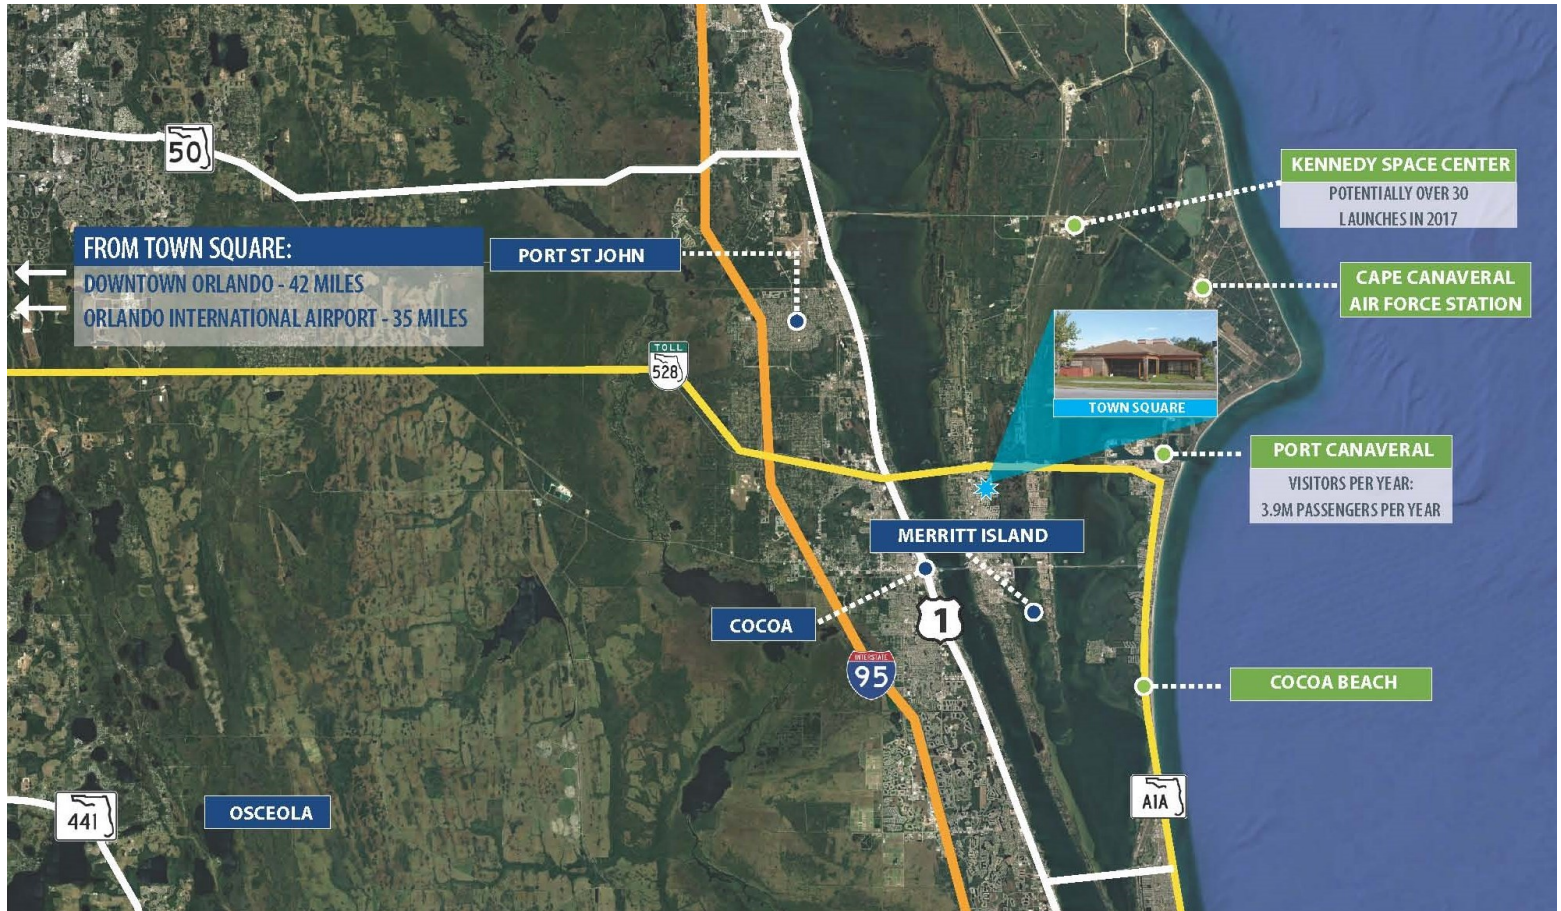 50
KENNEDY SPACE CENTER
POTENTIALLY OVER 30
LAUNCHES IN 2017
FROM TOWN SQUARE:
DOWNTOWN ORLANDO - 42 MILES
ORLANDO INTERNATIONAL AIRPORT - 35 MILES
PORT ST JOHN
CAPE CANAVERAL
AIR FORCE STATION
TOLL
528
TOWN SQUARE
PORT CANAVERAL
VISITORS PER YEAR:
3.9M PASSENGERS PER YEAR
MERRITT ISLAND
COCOA
1
INTERSTATE
95
COCOA BEACH
A1A
441
OSCEOLA